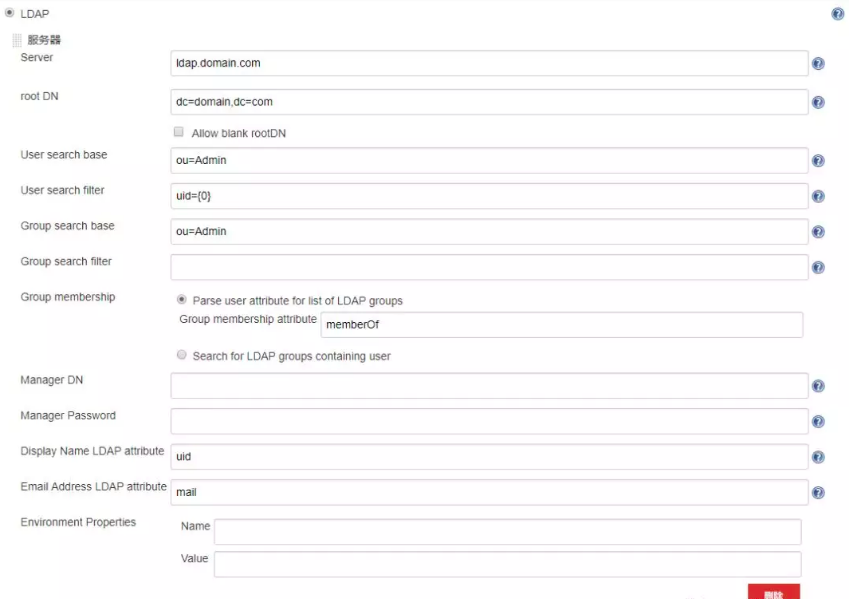 LDAP
服务器
Server
ldap.domain.com
root DN
dc=domain,dc=com
Allow blank rootDN
User search base
ou=Admin
User search filter
uid={0}
Group search base
ou=Admin
Group search filter
Group membership
Parse user attribute for list of LDAP groups
Group membership attribute
memberOf
Search for LDAP groups containing user
Manager DN
Manager Password
Display Name LDAP attribute
uid
Email Address LDAP attribute
mail
Environment Properties
Name
Value
删除